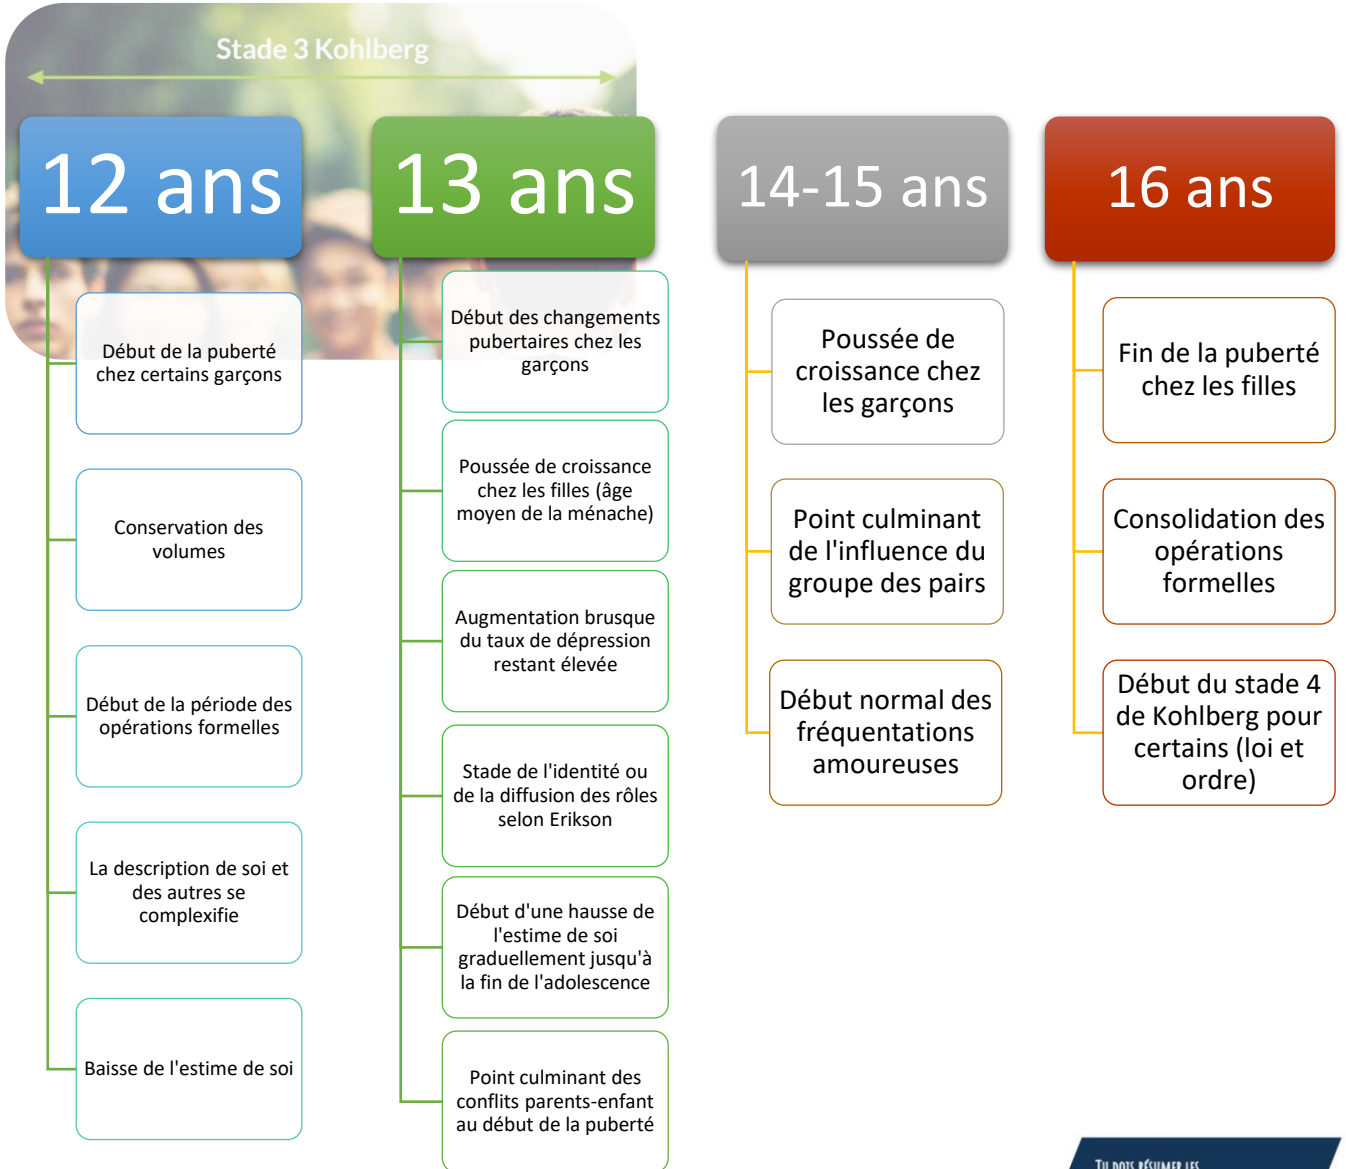 Stade 3 Kohlberg
12 ans
Début de la puberté
chez certains garçons
Conservation des
volumes
Début de la période des
opérations formelles
La description de soi et
des autres se
complexifie
Baisse de l'estime de soi
13 ans
Début des changements
pubertaires chez les
garçons
Poussée de croissance
chez les filles (âge
moyen de la ménache)
Augmentation brusque
du taux de dépression
restant élevée
Stade de l'identité ou
de la diffusion des rôles
selon Erikson
Début d'une hausse de
l'estime de soi
graduellement jusqu'à
la fin de l'adolescence
Point culminant des
conflits parents-enfant
au début de la puberté
14-15 ans
Poussée de
croissance chez
les garçons
Point culminant
de l'influence du
groupe des pairs
Début normal des
fréquentations
amoureuses
16 ans
Fin de la puberté
chez les filles
Consolidation des
opérations
formelles
Début du stade 4
de Kohlberg pour
certains (loi et
ordre)
TU DOIS RÉSUMER LES